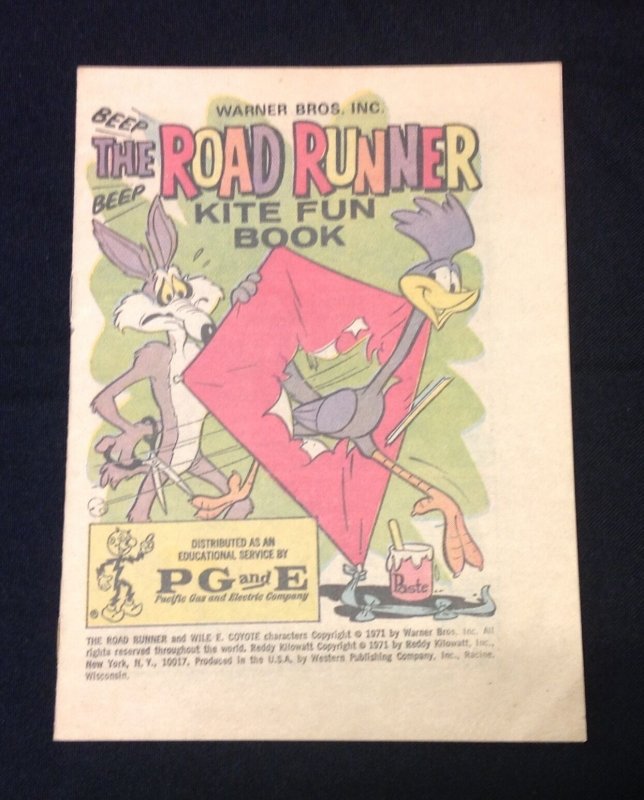 WARNER BROS. INC.
BEEP
THE ROAD RUNNER
BEEP
KITE FUN
BOOK
DISTRIBUTED AS AN
EDUCATIONAL SERVICE BY
PG and E
Pacific Gas and Electric Company
Paste
THE ROAD RUNNER and WILE E. COYOTE characters Copyright © 1971 by Warner Bros. Inc. All
rights reserved throughout the world. Reddy Kilowatt Copyright © 1971 by Reddy Kilowatt, Inc.,
New York, N. Y., 10017. Produced in the U.S.A. by Western Publishing Company, Inc., Racine,
Wisconsin.